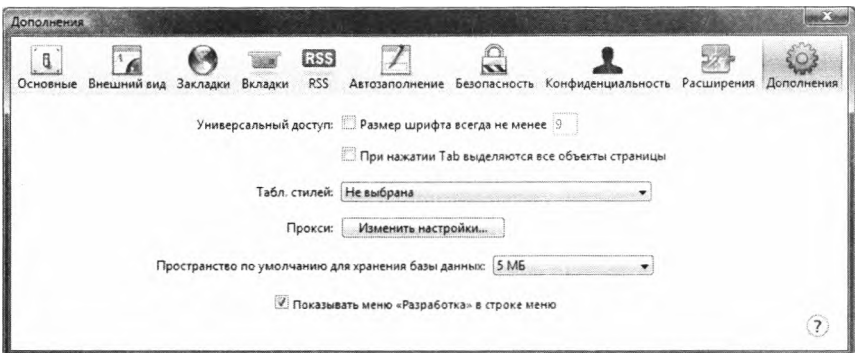 Дополнения
RSS
Основные Внешний вид Закладки Вкладки RSS Автозаполнение Безопасность Конфиденциальность Расширения Дополнения
Универсальный доступ: Размер шрифта всегда не менее 9
При нажатии Tab выделяются все объекты страницы
Табл. стилей: Не выбрана
Прокси: Изменить настройки...
Пространство по умолчанию для хранения базы данных: 5 МБ
Показывать меню «Разработка» в строке меню
?